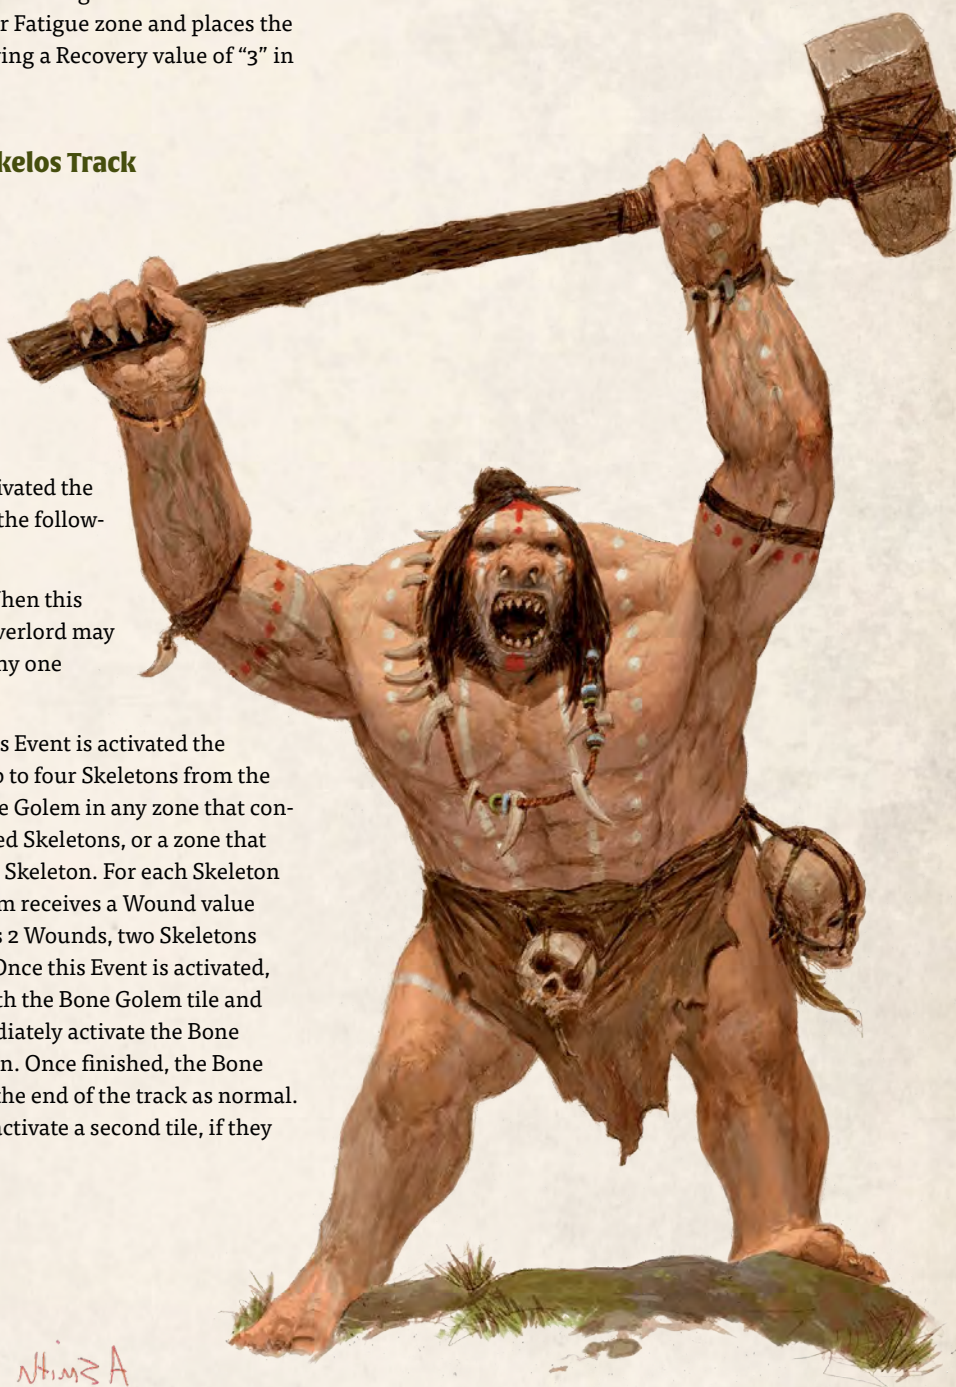 r Fatigue zone and places the
ing a Recovery value of “3” in
kelos Track
ivated the
the follow-
When this
verlord may
ny one
s Event is activated the
o to four Skeletons from the
e Golem in any zone that con-
ed Skeletons, or a zone that
Skeleton. For each Skeleton
m receives a Wound value
s 2 Wounds, two Skeletons
Once this Event is activated,
th the Bone Golem tile and
diately activate the Bone
n. Once finished, the Bone
the end of the track as normal.
activate a second tile, if they
A Smith